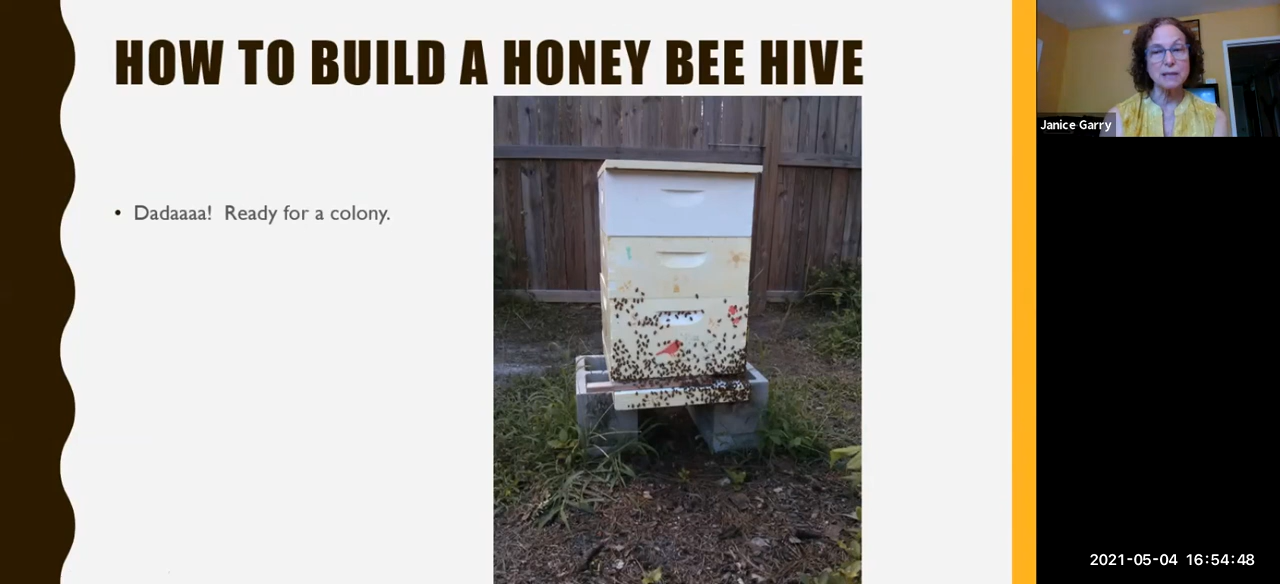 HOW TO BUILD A HONEY BEE HIVE
• Dadaaaa! Ready for a colony.
Janice Garry
2021-05-04 16:54:48